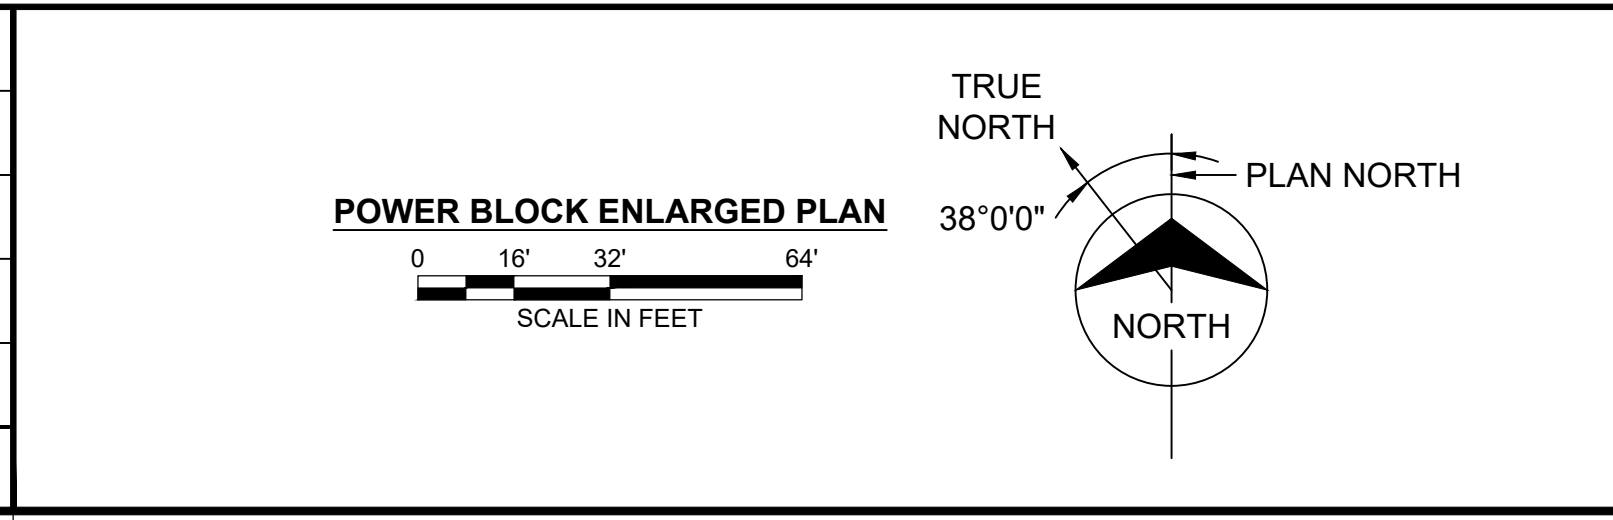 POWER BLOCK ENLARGED PLAN
0 16' 32' 64'
SCALE IN FEET
TRUE
NORTH
PLAN NORTH
38°0'0"
NORTH